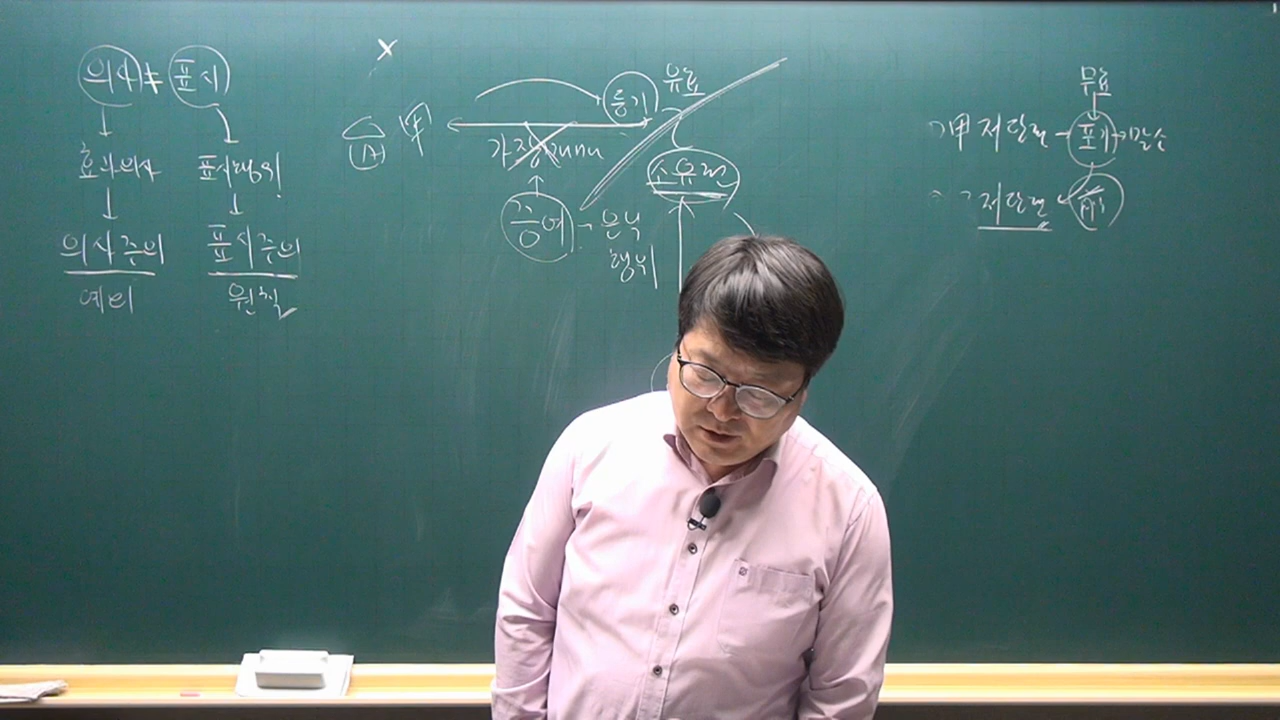 의사 ≠ 표시
↓ ↓
효과의사 표시행위
↓ ↓
의사주의 표시주의
예외 원칙
×
(A) 甲
등기 유효
가장매매
증여 → 은닉
행위
소유권
무효
↓
甲 저당권 - 포기 → 말소
저당권